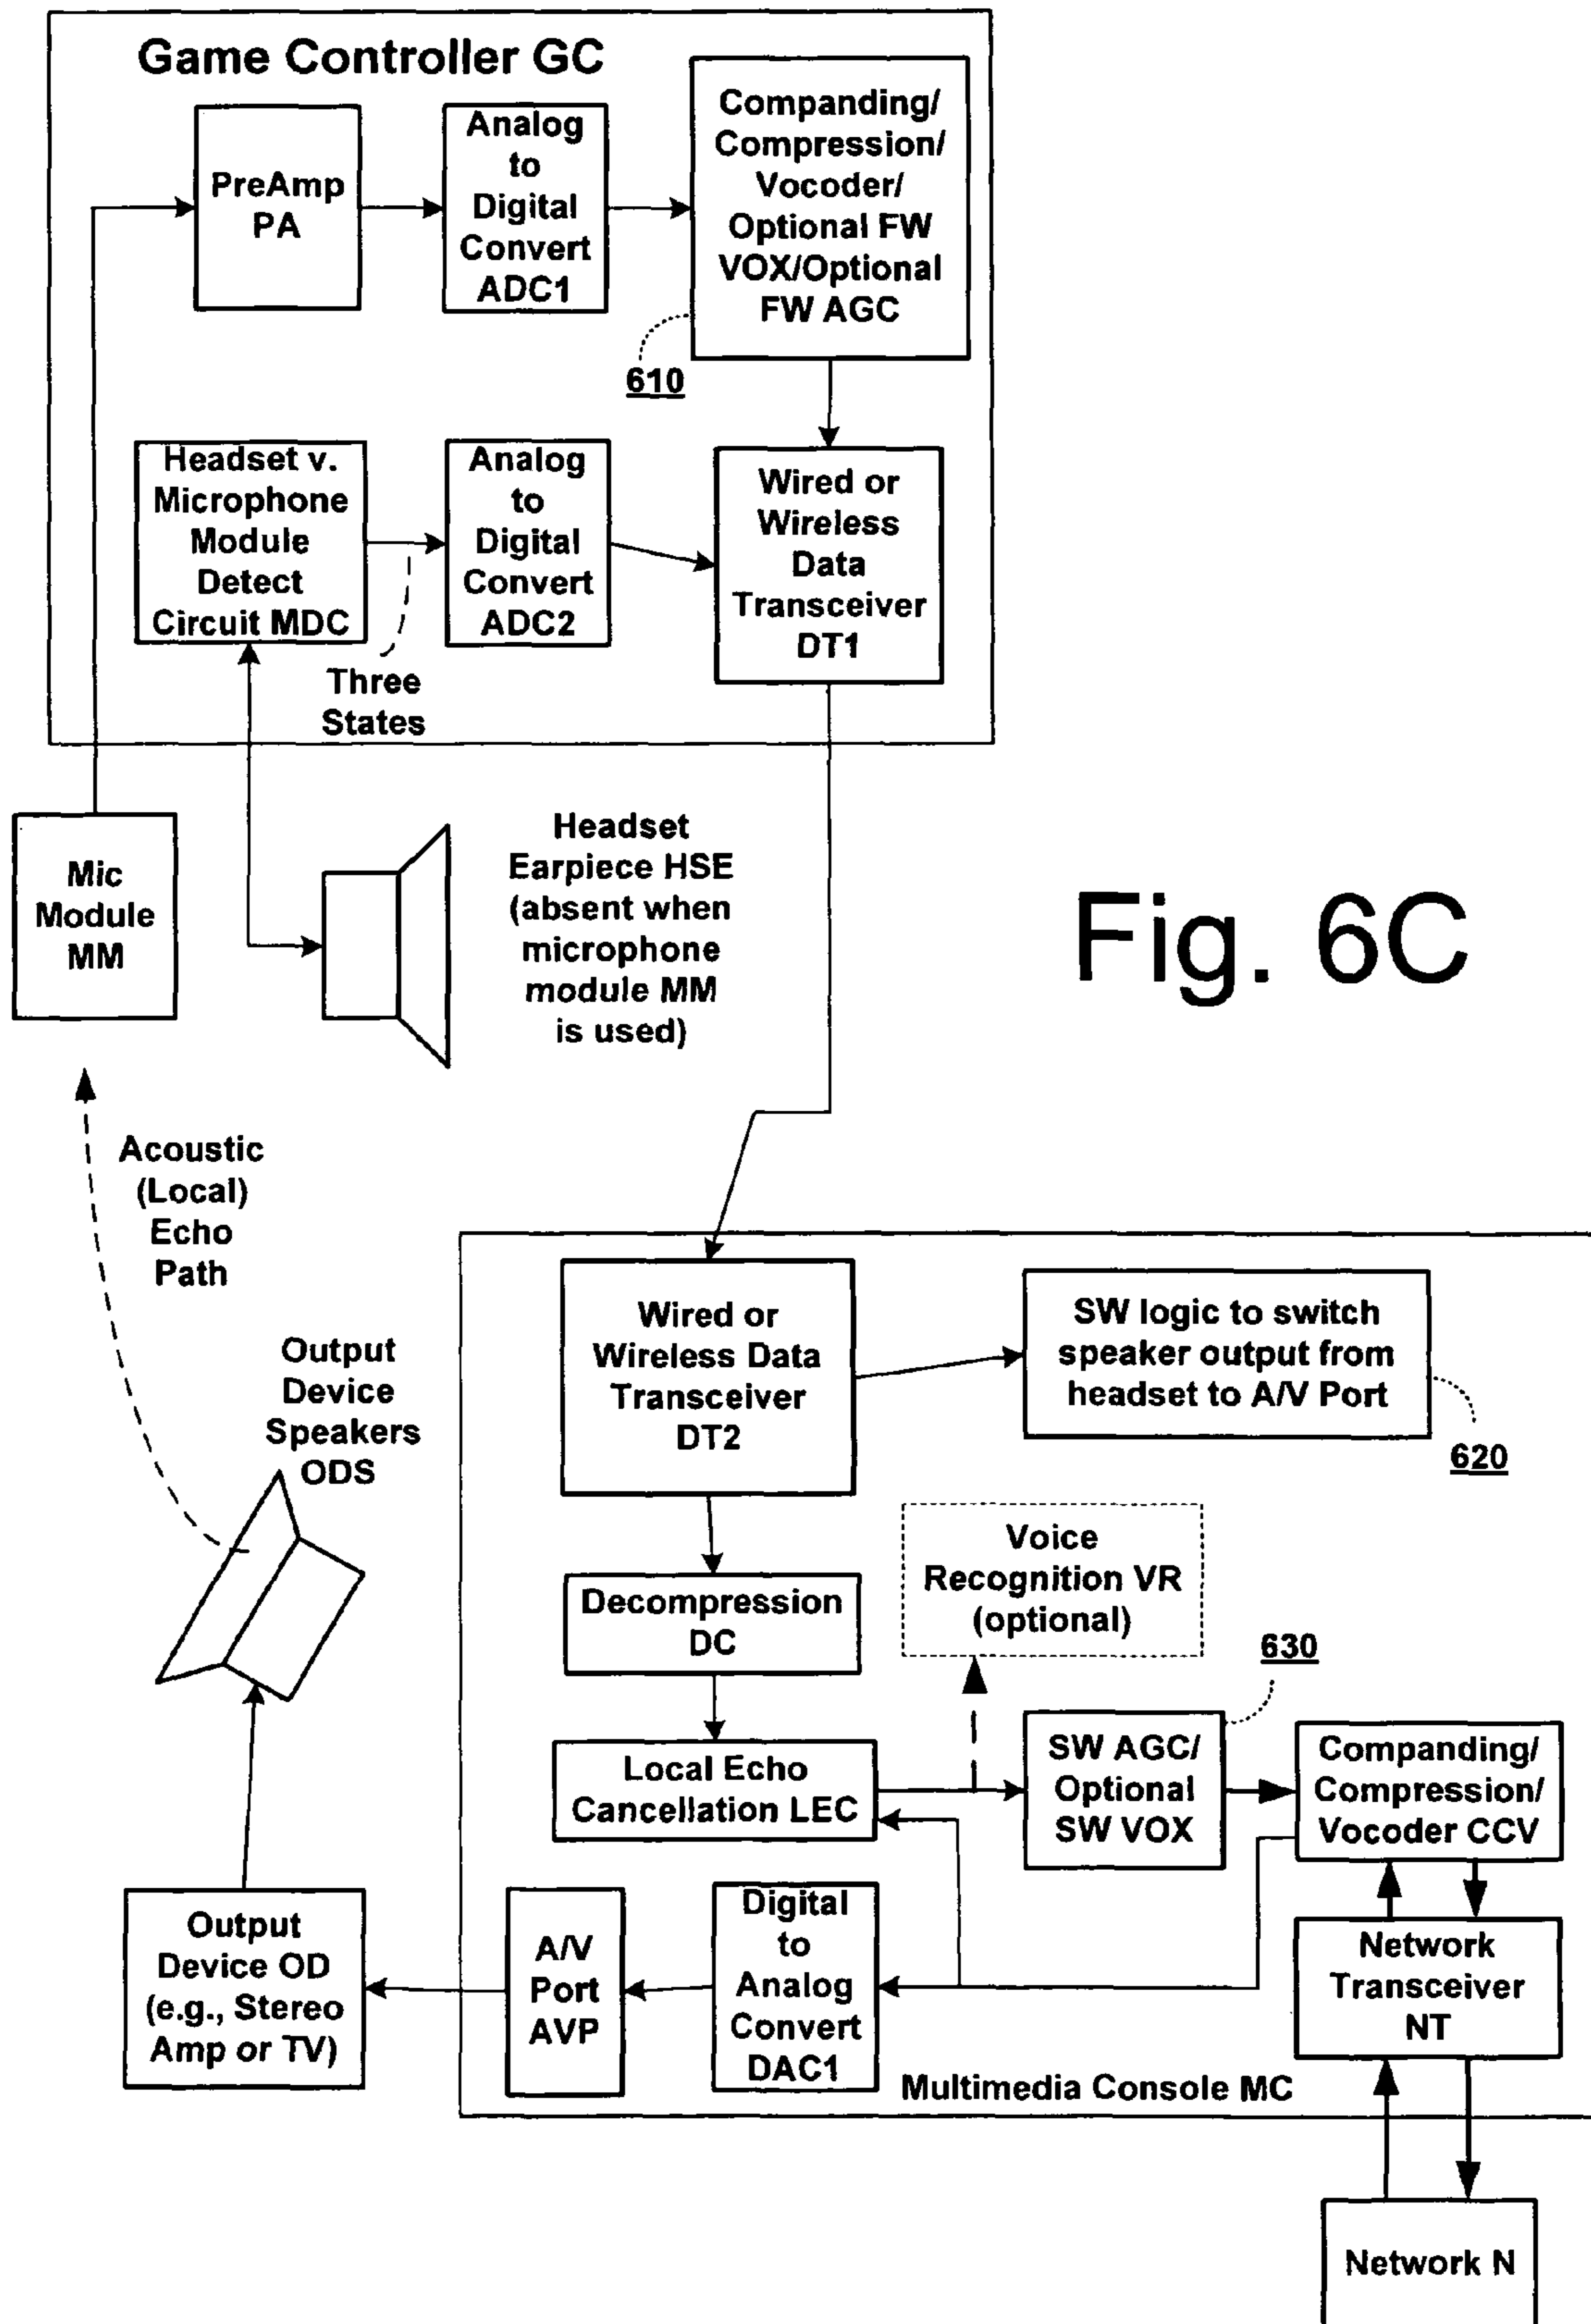 Game Controller GC
PreAmp
PA
Analog
to
Digital
Convert
ADC1
Companding/
Compression/
Vocoder/
Optional FW
VOX/Optional
FW AGC
610
Headset v.
Microphone
Module
Detect
Circuit MDC
Three
States
Analog
to
Digital
Convert
ADC2
Wired or
Wireless
Data
Transceiver
DT1
Mic
Module
MM
Headset
Earpiece HSE
(absent when
microphone
module MM
is used)
Fig. 6C
Acoustic
(Local)
Echo
Path
Output
Device
Speakers
ODS
Wired or
Wireless Data
Transceiver
DT2
SW logic to switch
speaker output from
headset to A/V Port
620
Voice
Recognition VR
(optional)
Decompression
DC
630
Local Echo
Cancellation LEC
SW AGC/
Optional
SW VOX
Companding/
Compression/
Vocoder CCV
Output
Device OD
(e.g., Stereo
Amp or TV)
A/V
Port
AVP
Digital
to
Analog
Convert
DAC1
Network
Transceiver
NT
Multimedia Console MC
Network N